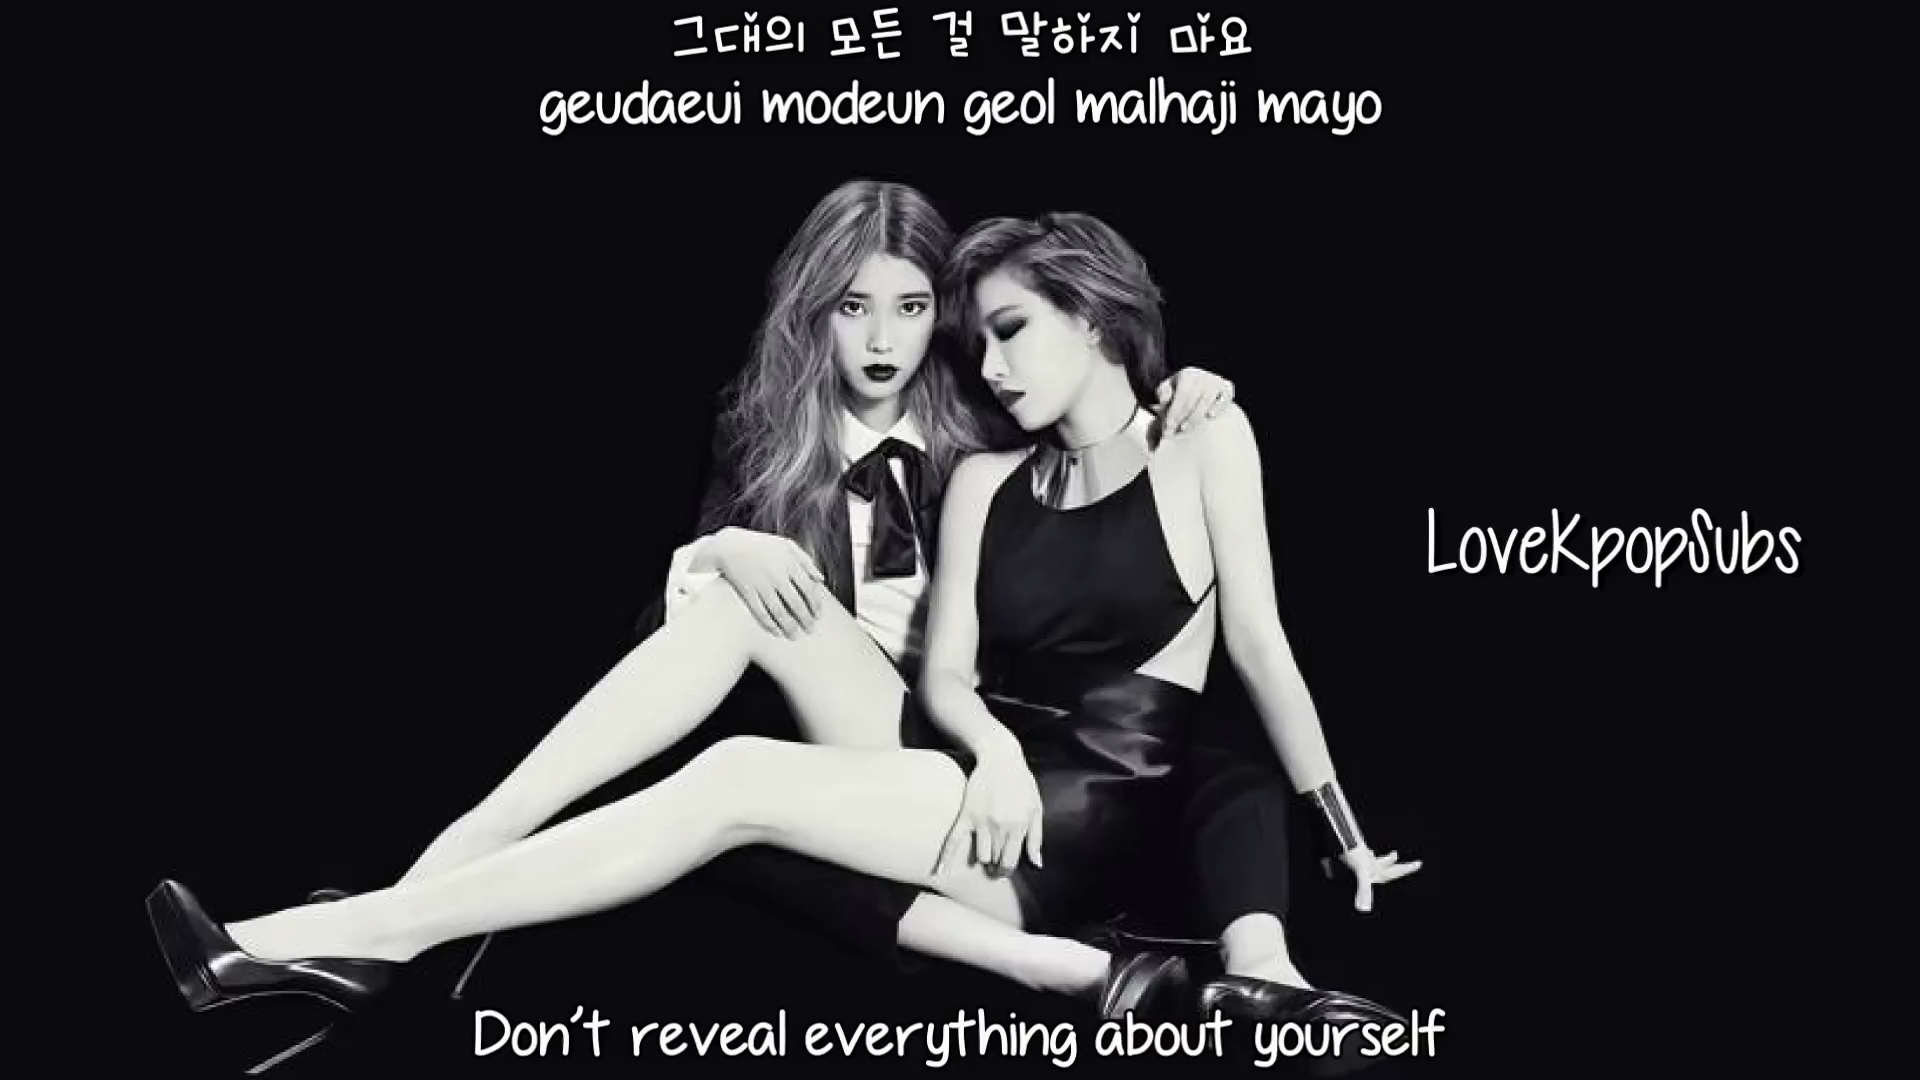 그대의 모든 걸 말하지 마요
geudaeui modeun geol malhaji mayo
LoveKpopSubs
Don't reveal everything about yourself